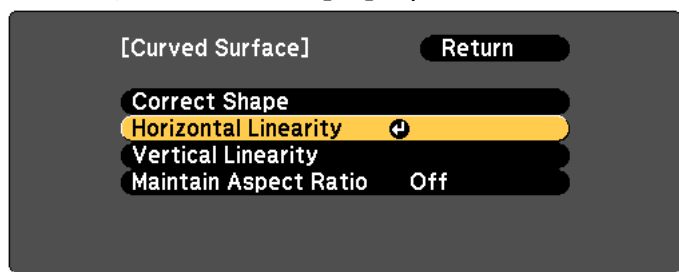 [Curved Surface] Return
Correct Shape
Horizontal Linearity
Vertical Linearity
Maintain Aspect Ratio Off